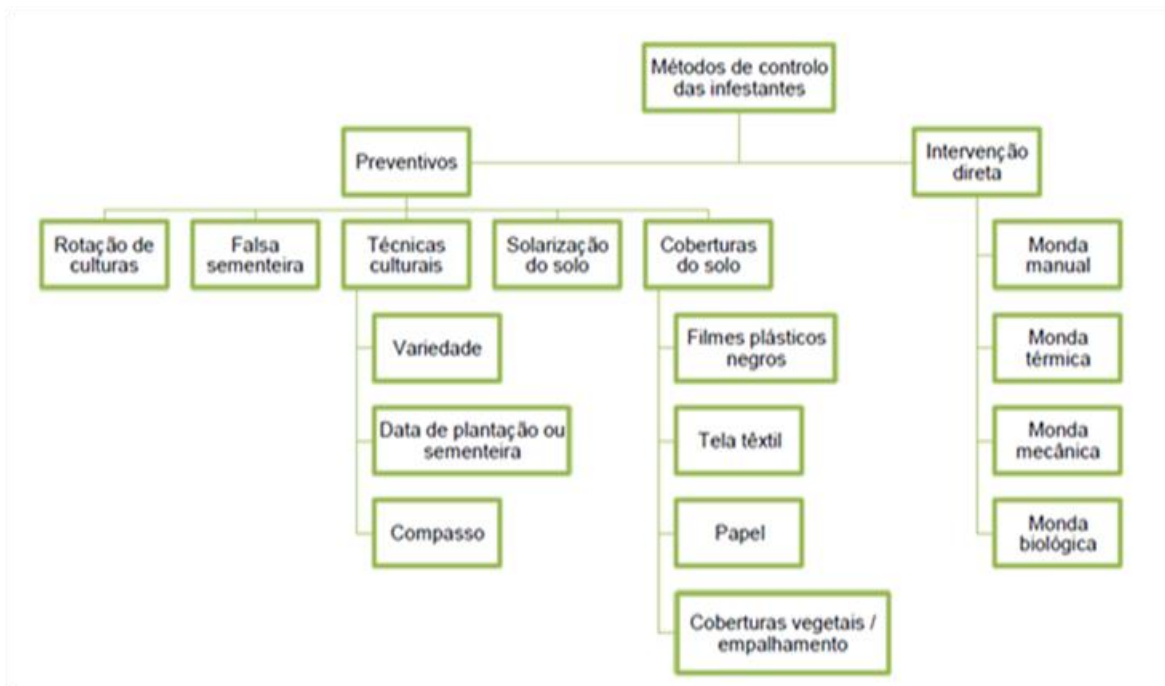 Métodos de controlo
das infestantes
Preventivos
Intervenção
direta
Rotação de
culturas
Falsa
sementeira
Técnicas
culturais
Solarização
do solo
Coberturas
do solo
Variedade
Data de plantação ou
sementeira
Compasso
Filmes plásticos
negros
Tela têxtil
Papel
Coberturas vegetais /
empalhamento
Monda
manual
Monda
térmica
Monda
mecânica
Monda
biológica